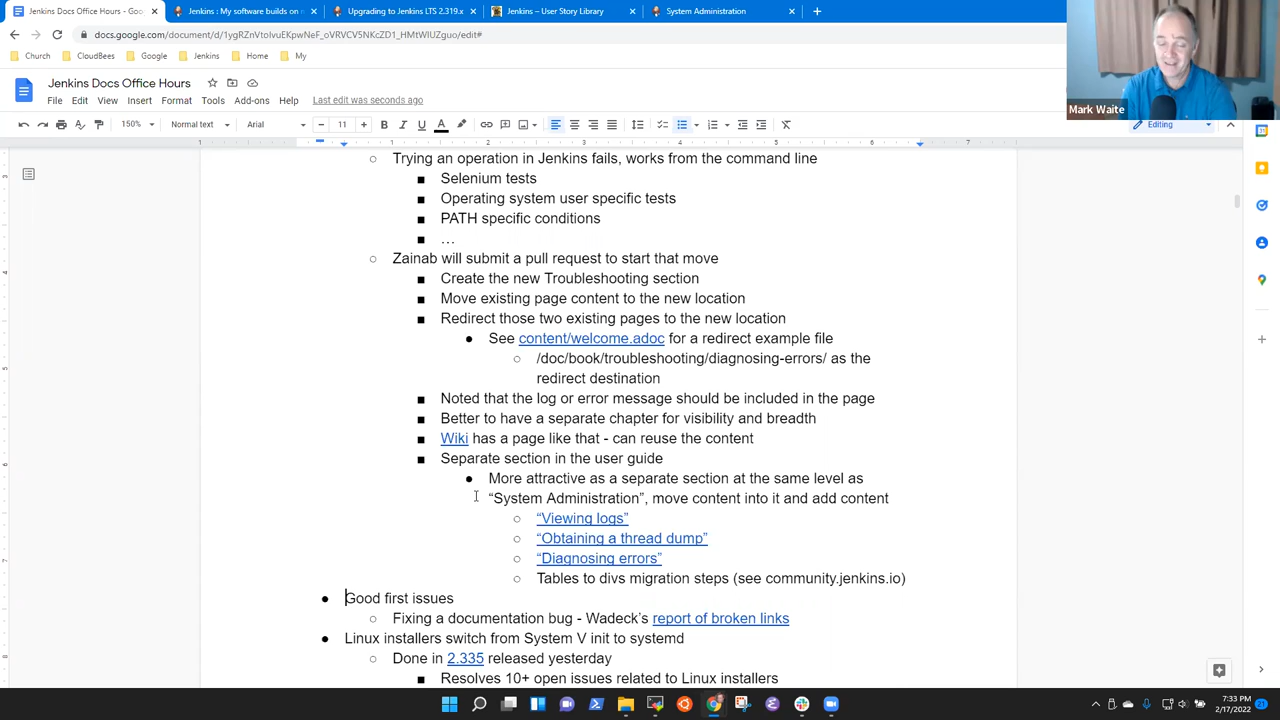 Jenkins Docs Office Hours - Goo
Jenkins : My software builds on m
Upgrading to Jenkins LTS 2.319.x
Jenkins – User Story Library
System Administration
docs.google.com/document/d/1ygRZnVtoIvuEKpwNeF_oVRVCV5NKcZD1_HMtWIUZguo/edit#
Church
CloudBees
Google
Jenkins
Home
My
Jenkins Docs Office Hours
File Edit View Insert Format Tools Add-ons Help Last edit was seconds ago
150% Normal text Arial 11 Editing
Mark Waite
Trying an operation in Jenkins fails, works from the command line
Selenium tests
Operating system user specific tests
PATH specific conditions
…
Zainab will submit a pull request to start that move
Create the new Troubleshooting section
Move existing page content to the new location
Redirect those two existing pages to the new location
See content/welcome.adoc for a redirect example file
/doc/book/troubleshooting/diagnosing-errors/ as the
redirect destination
Noted that the log or error message should be included in the page
Better to have a separate chapter for visibility and breadth
Wiki has a page like that - can reuse the content
Separate section in the user guide
More attractive as a separate section at the same level as
“System Administration”, move content into it and add content
“Viewing logs”
“Obtaining a thread dump”
“Diagnosing errors”
Tables to divs migration steps (see community.jenkins.io)
Good first issues
Fixing a documentation bug - Wadeck’s report of broken links
Linux installers switch from System V init to systemd
Done in 2.335 released yesterday
Resolves 10+ open issues related to Linux installers
7:33 PM
2/17/2022